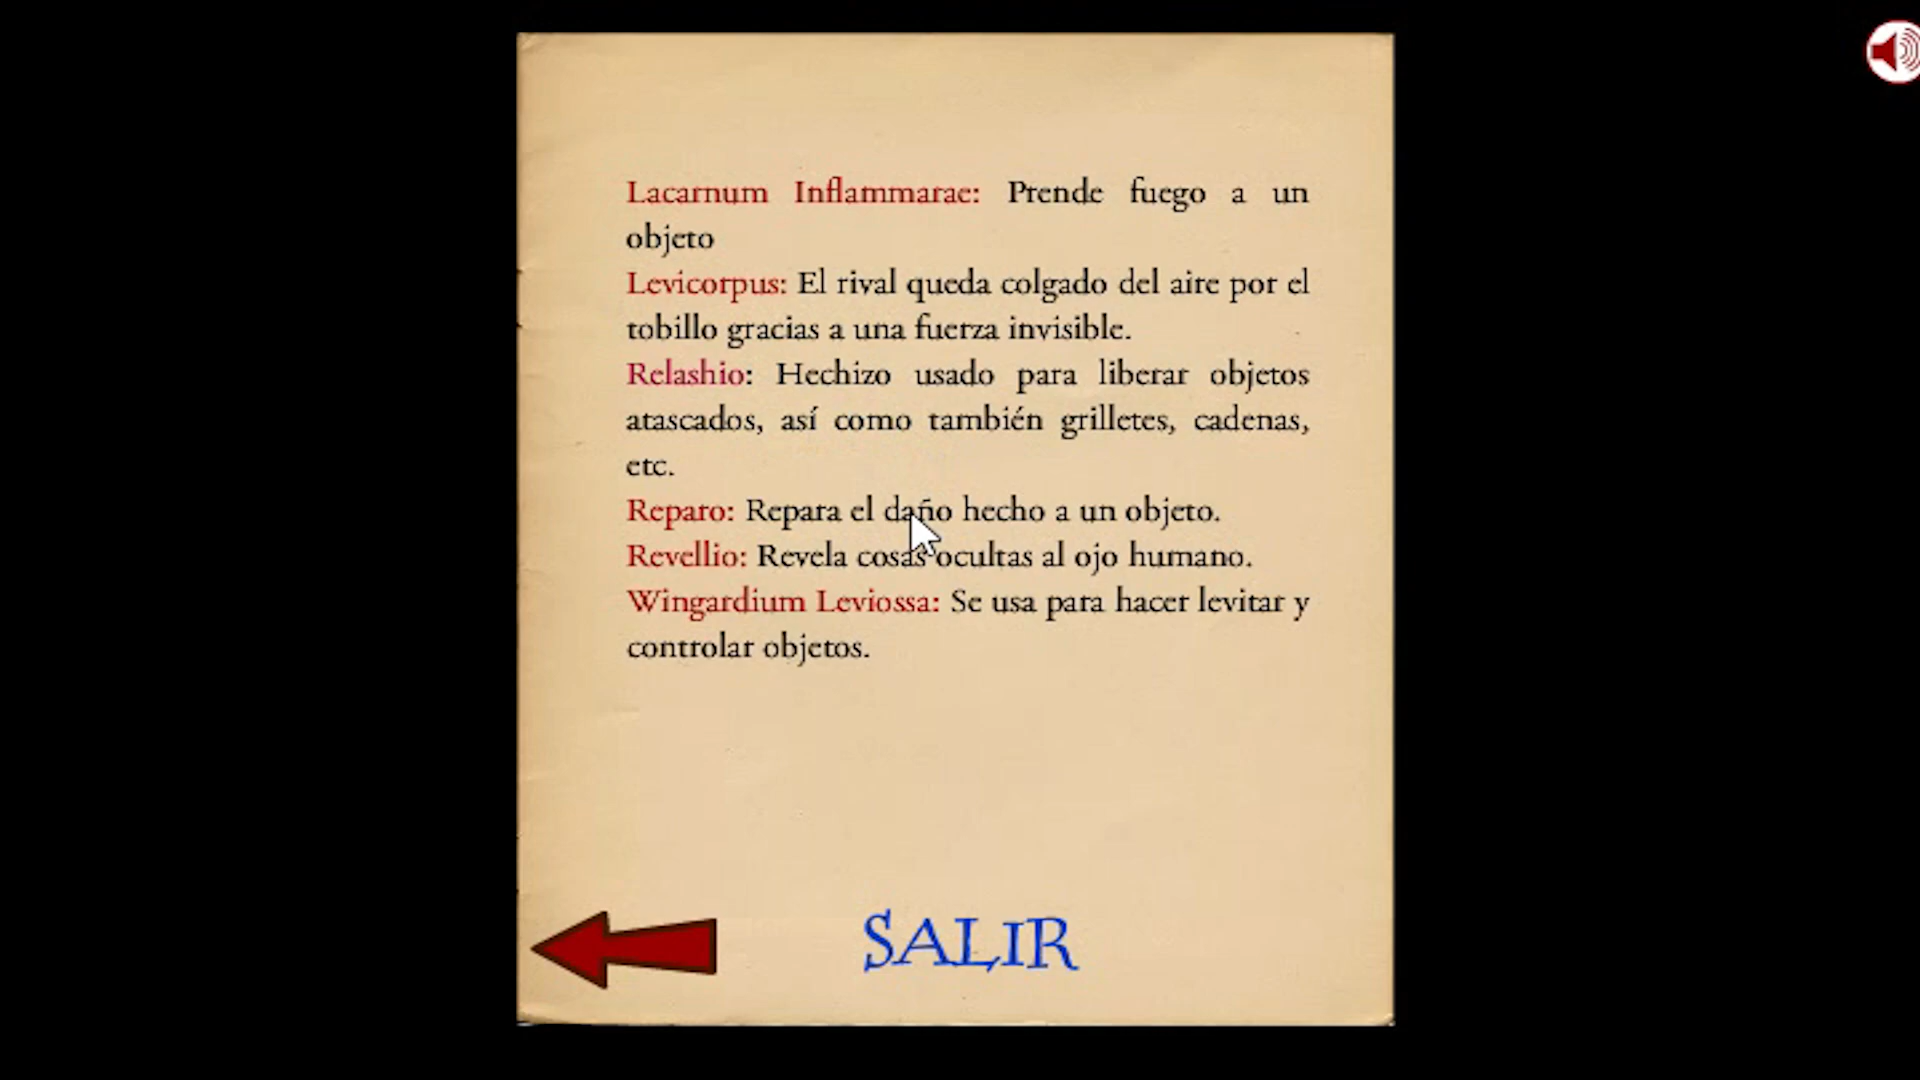 Lacarnum Inflammarae: Prende fuego a un
objeto
Levicorpus: El rival queda colgado del aire por el
tobillo gracias a una fuerza invisible.
Relashio: Hechizo usado para liberar objetos
atascados, así como también grilletes, cadenas,
etc.
Reparo: Repara el daño hecho a un objeto.
Revellio: Revela cosas ocultas al ojo humano.
Wingardium Leviossa: Se usa para hacer levitar y
controlar objetos.
SALIR